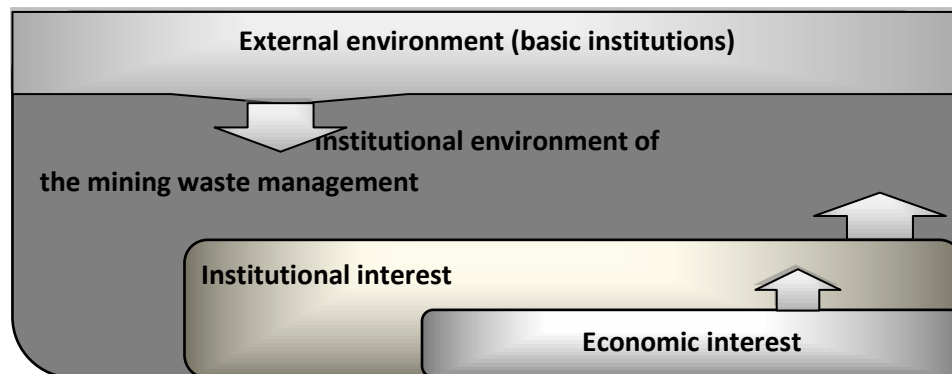 External environment (basic institutions)
Institutional environment of
the mining waste management
Institutional interest
Economic interest